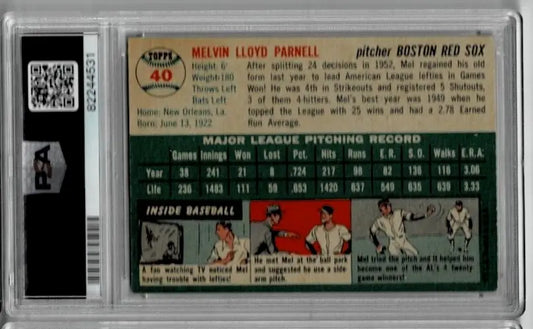 TOPPS
40
MELVIN LLOYD PARNELL
pitcher BOSTON RED SOX
Height: 6'
Weight: 180
Throws Left
Bats Left
Home: New Orleans, La.
Born: June 13, 1922
After splitting 24 decisions in 1952, Mel regained his old
form last year to lead American League lefties in Games
Won! He was 4th in Strikeouts and registered 5 Shutouts,
3 of them 4-hitters. Mel's best year was 1949 when he
topped the League with 25 wins and had a 2.78 Earned
Run Average.
MAJOR LEAGUE PITCHING RECORD
Games Innings Won Lost Pct. Hits Runs E.R. S.O. Walks E.R.A.
Year 38 241 21 8 .724 217 98 82 136 116 3.06
Life 236 1483 111 59 .653 1420 637 549 635 639 3.33
INSIDE BASEBALL
A fan watching TV noticed Mel
having trouble with lefties!
He met Mel at the ball park
and suggested he use a side-
arm pitch.
Mel tried the pitch and it helped
him become one of the AL's 4 twenty
game winners!
PSA
82244531